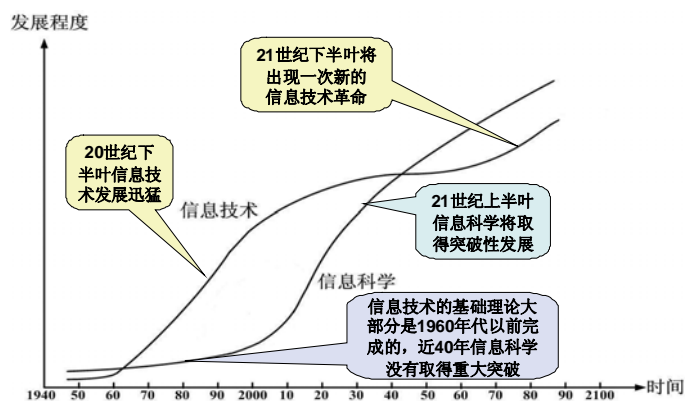 发展程度
21世纪下半叶将
出现一次新的
信息技术革命
20世纪下
半叶信息技
术发展迅猛
信息技术
21世纪上半叶
信息科学将取
得突破性发展
信息科学
信息技术的基础理论大
部分是1960年代以前完
成的，近40年信息科学
没有取得重大突破
时间
1940 50 60 70 80 90 2000 10 20 30 40 50 60 70 80 90 2100